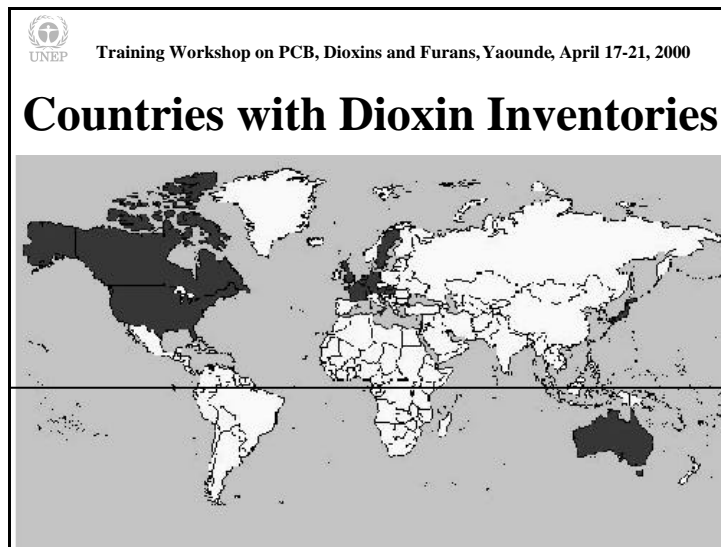 UNEP
Training Workshop on PCB, Dioxins and Furans, Yaounde, April 17-21, 2000
Countries with Dioxin Inventories